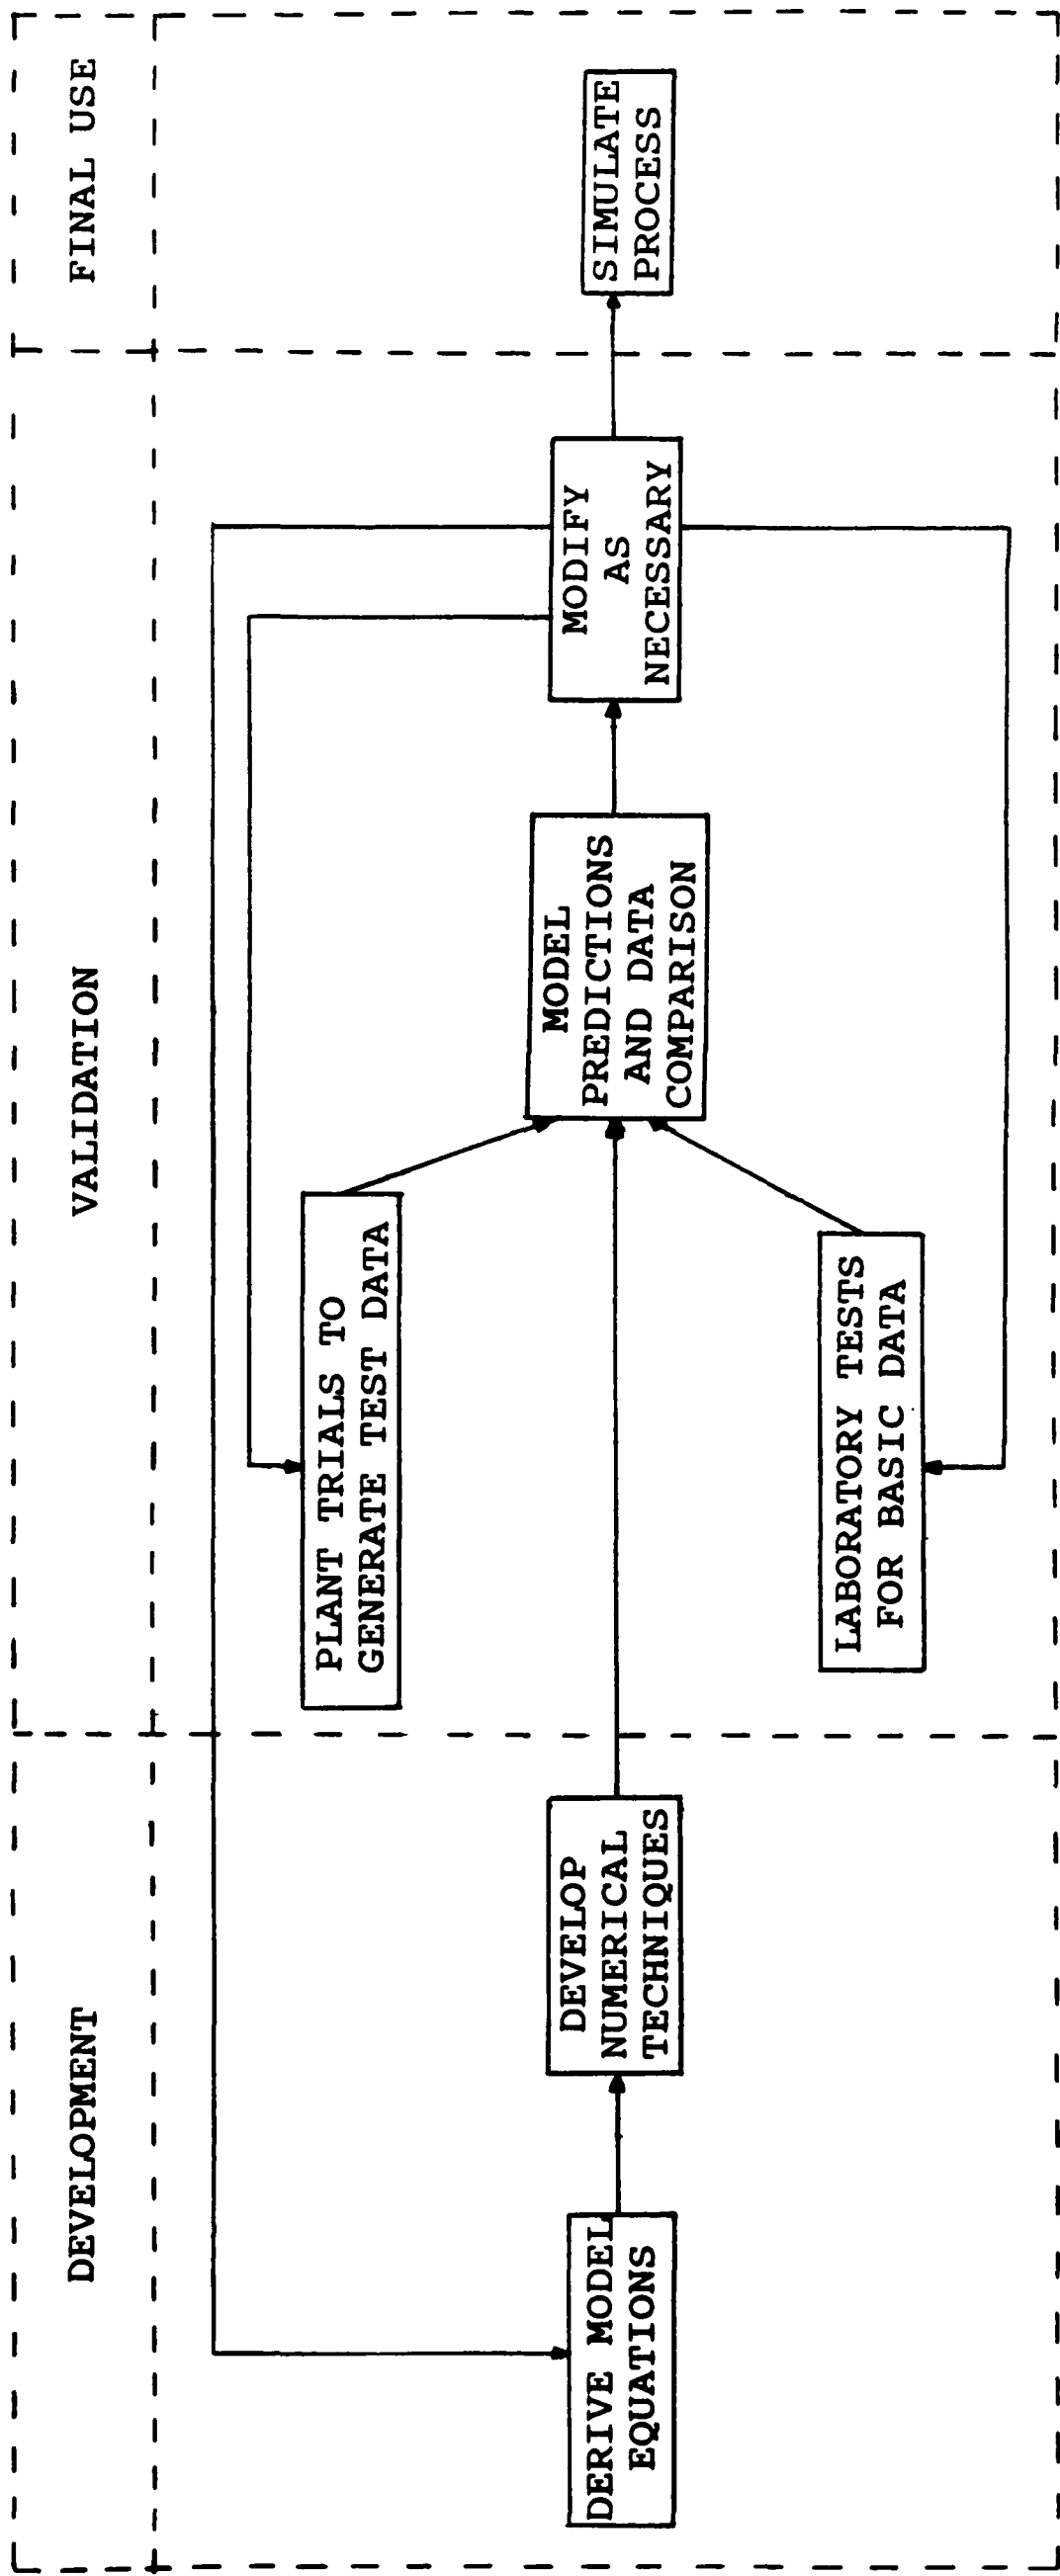 DEVELOPMENT
VALIDATION
FINAL USE
DERIVE MODEL
EQUATIONS
DEVELOP
NUMERICAL
TECHNIQUES
PLANT TRIALS TO
GENERATE TEST DATA
LABORATORY TESTS
FOR BASIC DATA
MODEL
PREDICTIONS
AND DATA
COMPARISON
MODIFY
AS
NECESSARY
SIMULATE
PROCESS